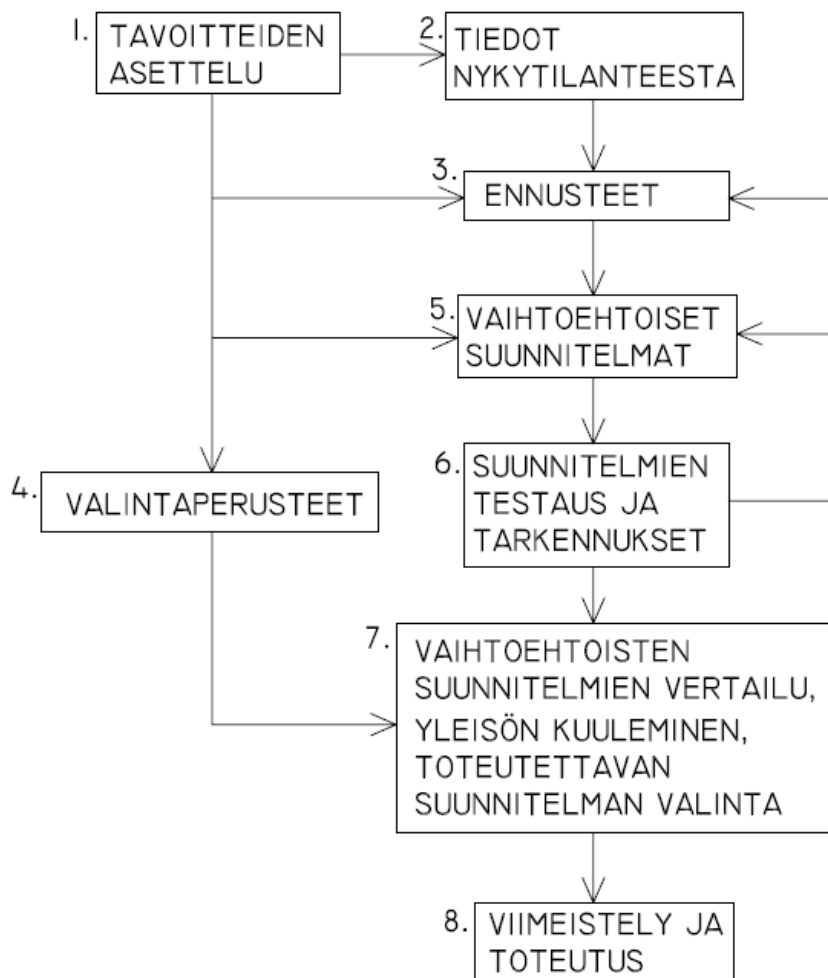 1. TAVOITTEIDEN
ASETTELU
2. TIEDOT
NYKYTILANTEESTA
3. ENNUSTEET
5. VAIHTOEHTOISET
SUUNNITELMAT
4. VALINTAPERUSTEET
6. SUUNNITELMIEN
TESTAUS JA
TARKENNUKSET
7. VAIHTOEHTOISTEN
SUUNNITELMIEN VERTAILU,
YLEISÖN KUULEMINEN,
TOTEUTETTAVAN
SUUNNITELMAN VALINTA
8. VIIMEISTELY JA
TOTEUTUS